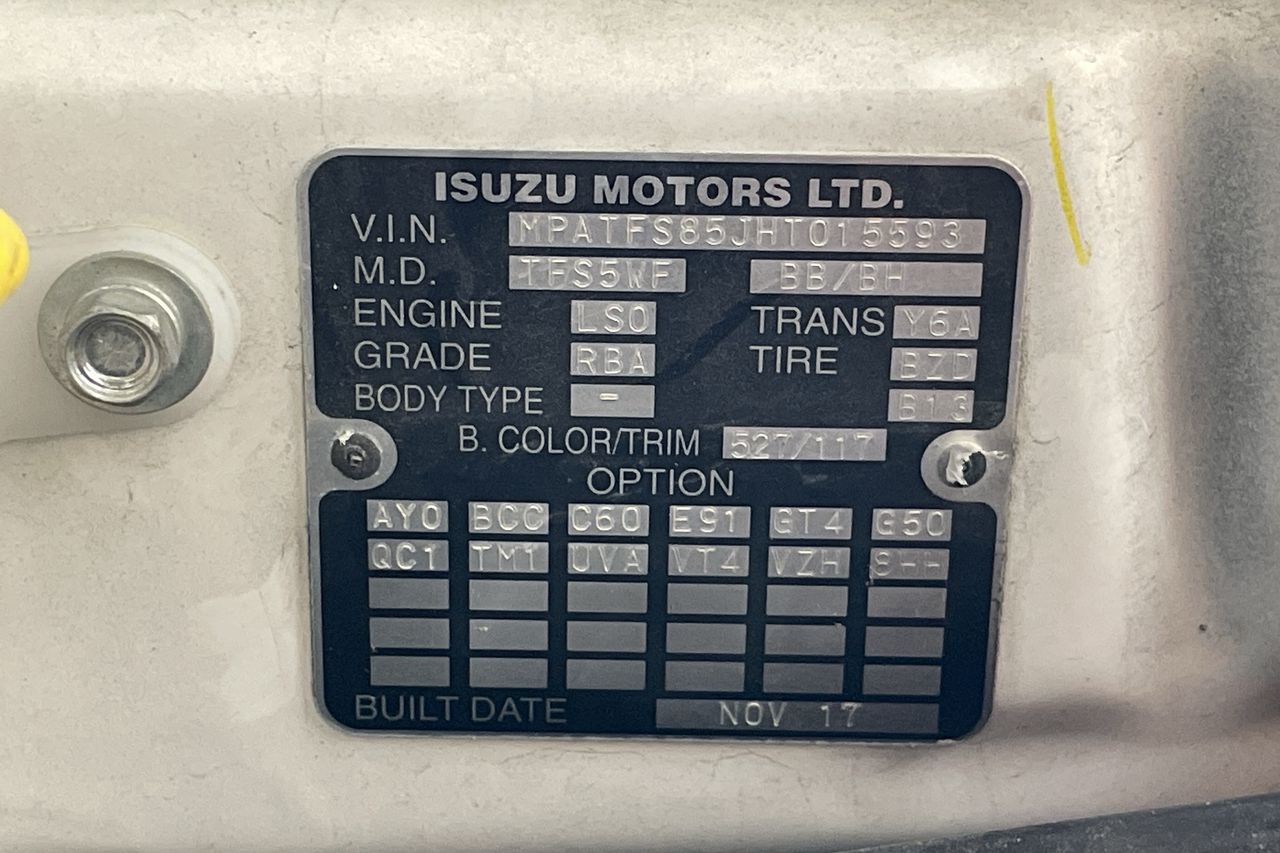 ISUZU MOTORS LTD.
V.I.N. MPATFS85JHT015593
M.D. TFS5WF BB/BH
ENGINE LS0 TRANS Y6A
GRADE RBA TIRE BZD
BODY TYPE - B13
B. COLOR/TRIM 527/117
OPTION
AY0 BCC C60 E91 GT4 G50
QC1 TM1 UVA VT4 VZH
BUILT DATE NOV 17